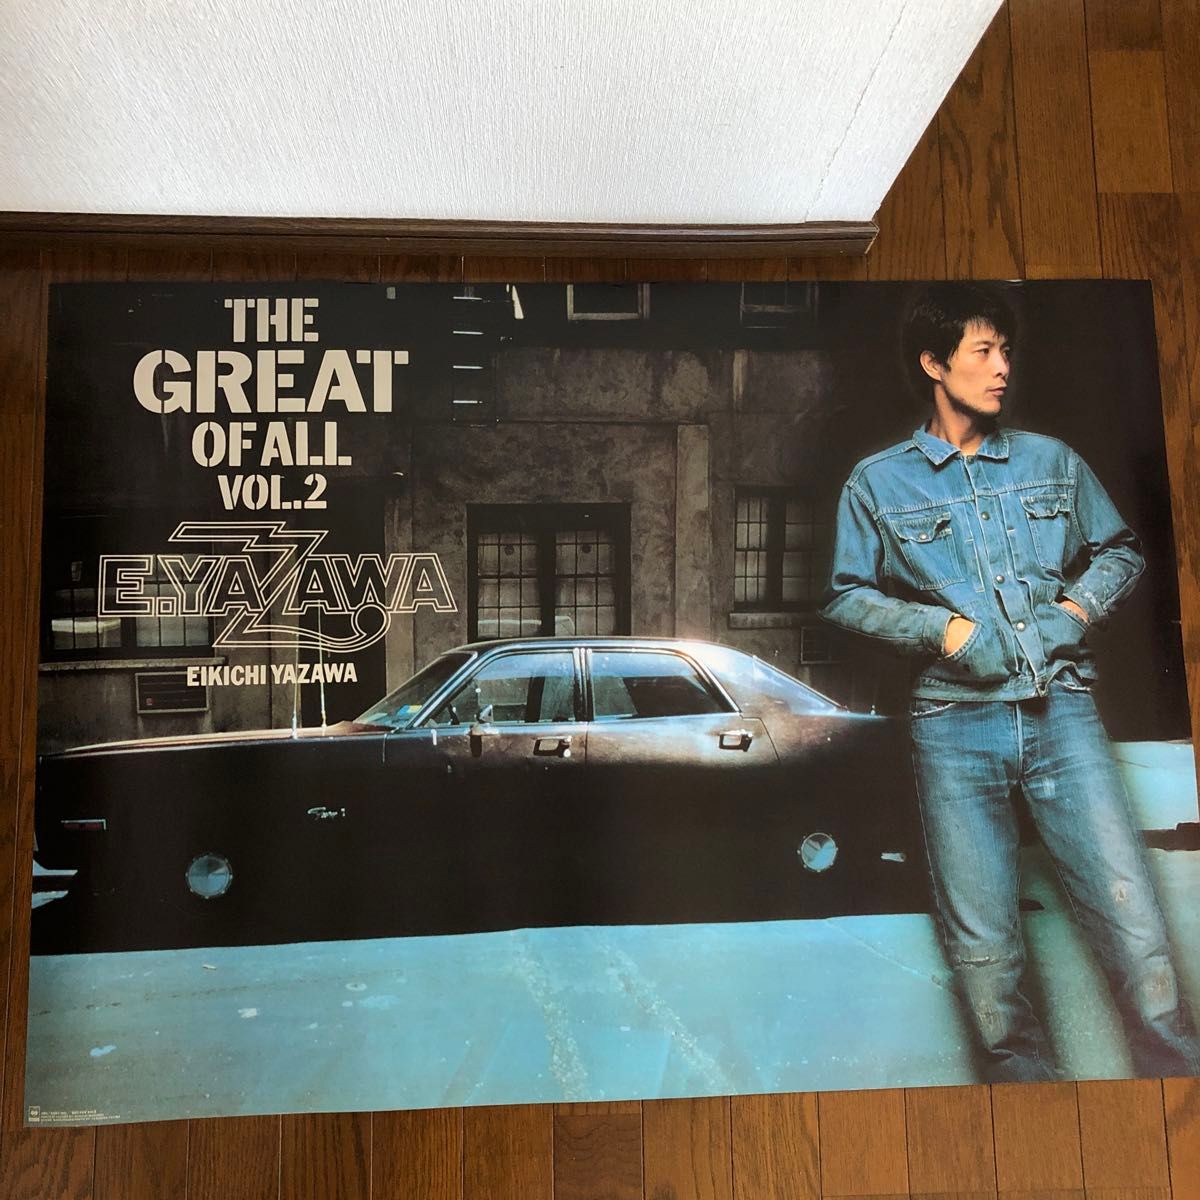 THE
GREAT
OF ALL
VOL.2
E.YAZAWA
EIKICHI YAZAWA